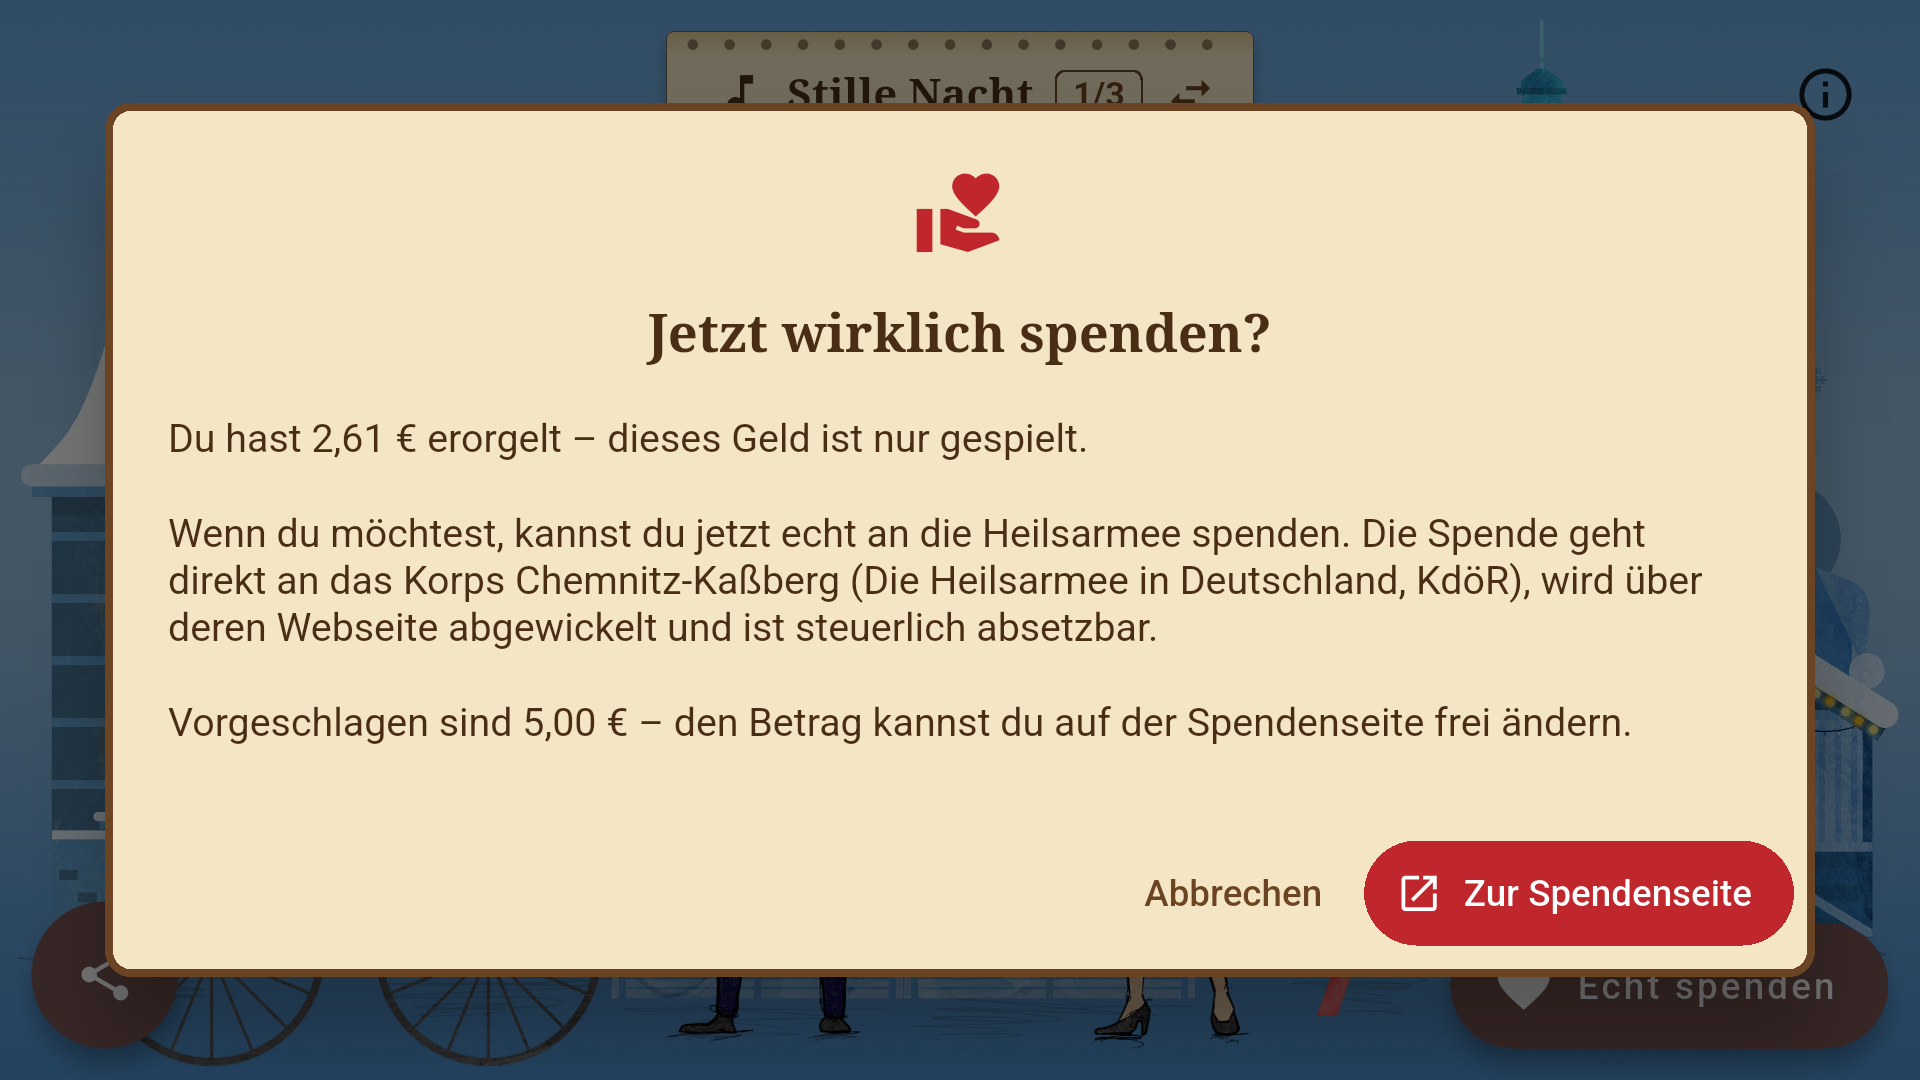 Stille Nacht 1/3
Jetzt wirklich spenden?
Du hast 2,61 € erorgelt – dieses Geld ist nur gespielt.
Wenn du möchtest, kannst du jetzt echt an die Heilsarmee spenden. Die Spende geht
direkt an das Korps Chemnitz-Kaßberg (Die Heilsarmee in Deutschland, KdöR), wird über
deren Webseite abgewickelt und ist steuerlich absetzbar.
Vorgeschlagen sind 5,00 € – den Betrag kannst du auf der Spendenseite frei ändern.
Abbrechen
Zur Spendenseite
Echt spenden